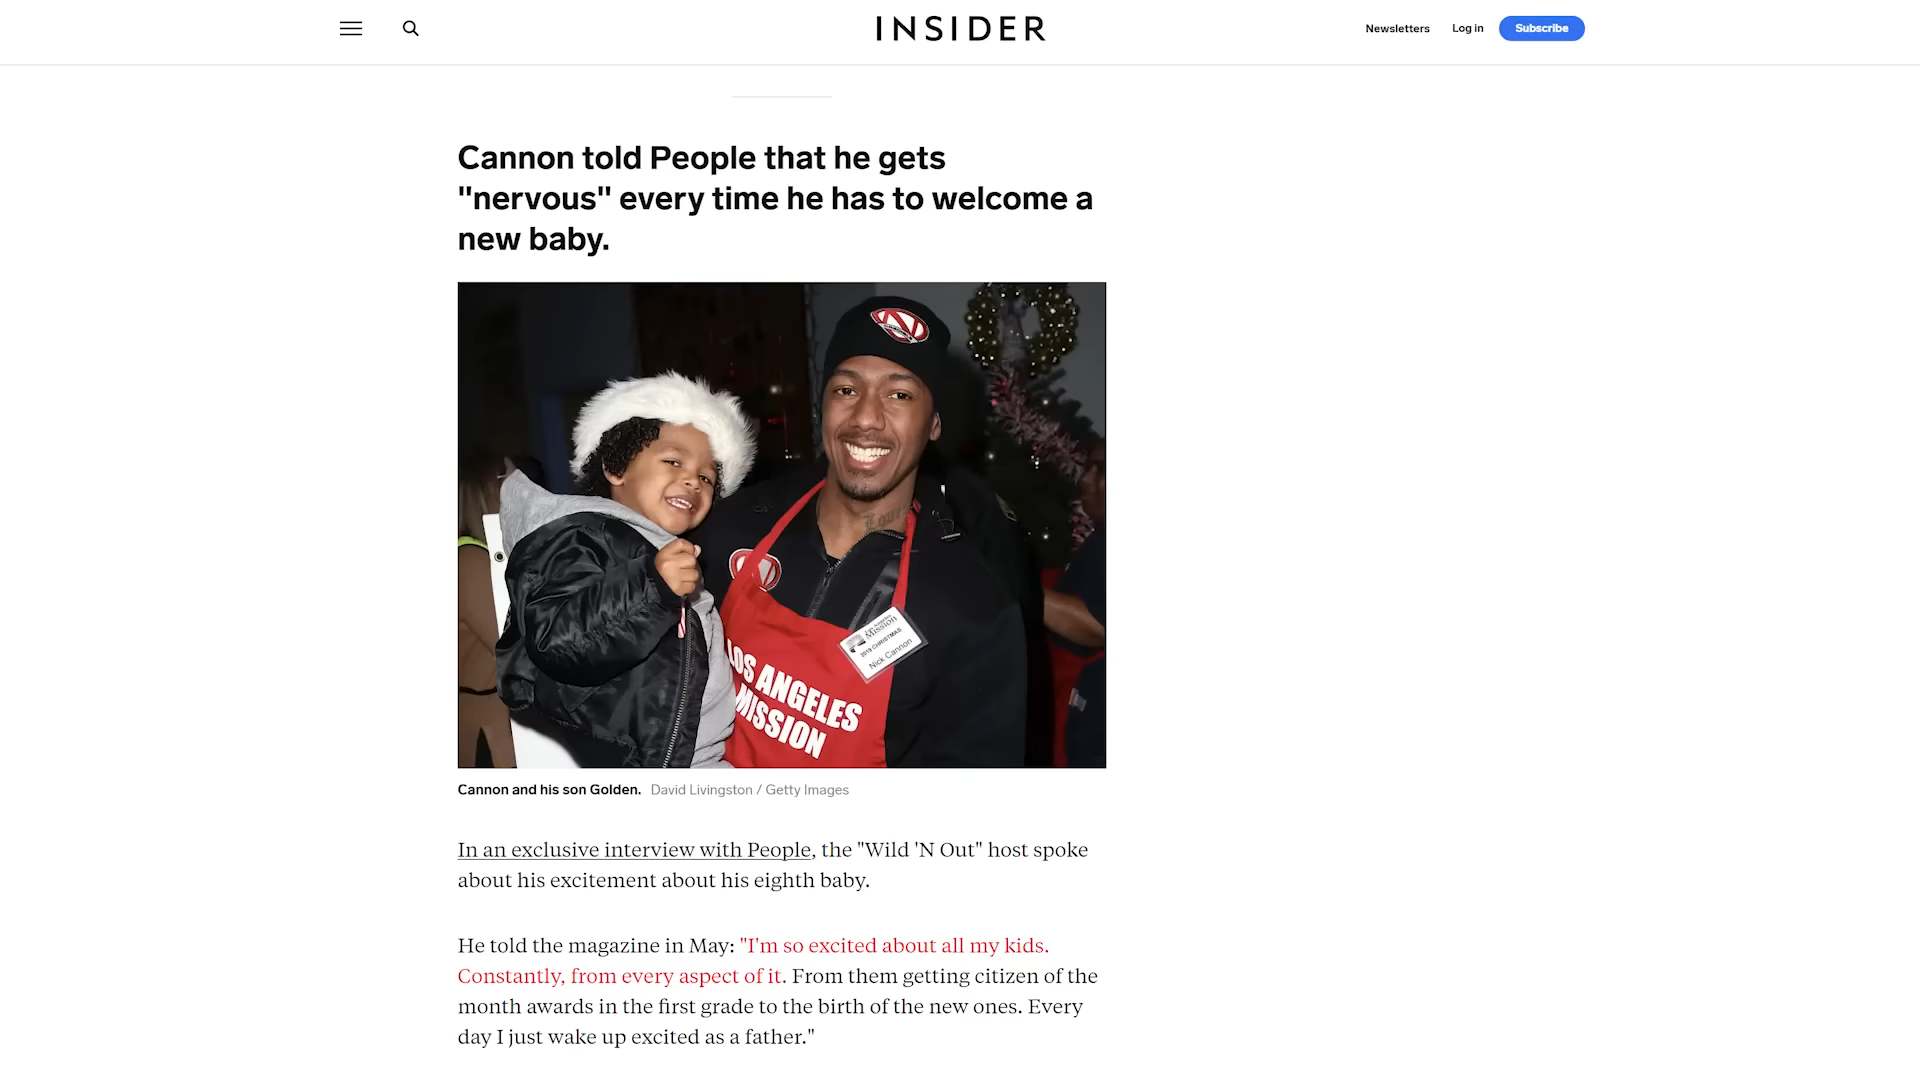 INSIDER
Newsletters
Log in
Subscribe
Cannon told People that he gets
"nervous" every time he has to welcome a
new baby.
LOS ANGELES
MISSION
Mission
2019 CHRISTMAS
Nick Cannon
Cannon and his son Golden. David Livingston / Getty Images
In an exclusive interview with People, the "Wild 'N Out" host spoke
about his excitement about his eighth baby.
He told the magazine in May: "I'm so excited about all my kids.
Constantly, from every aspect of it. From them getting citizen of the
month awards in the first grade to the birth of the new ones. Every
day I just wake up excited as a father."